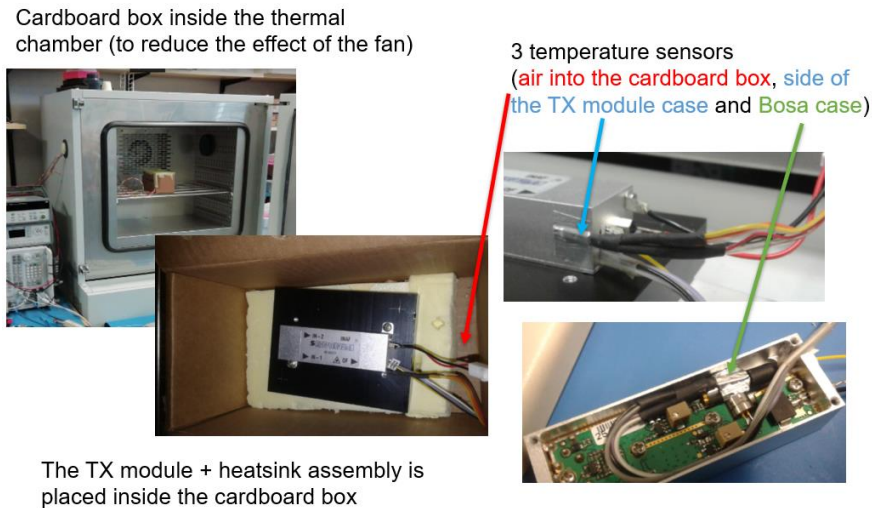 Cardboard box inside the thermal
chamber (to reduce the effect of the fan)
3 temperature sensors
(air into the cardboard box, side of
the TX module case and Bosa case)
The TX module + heatsink assembly is
placed inside the cardboard box